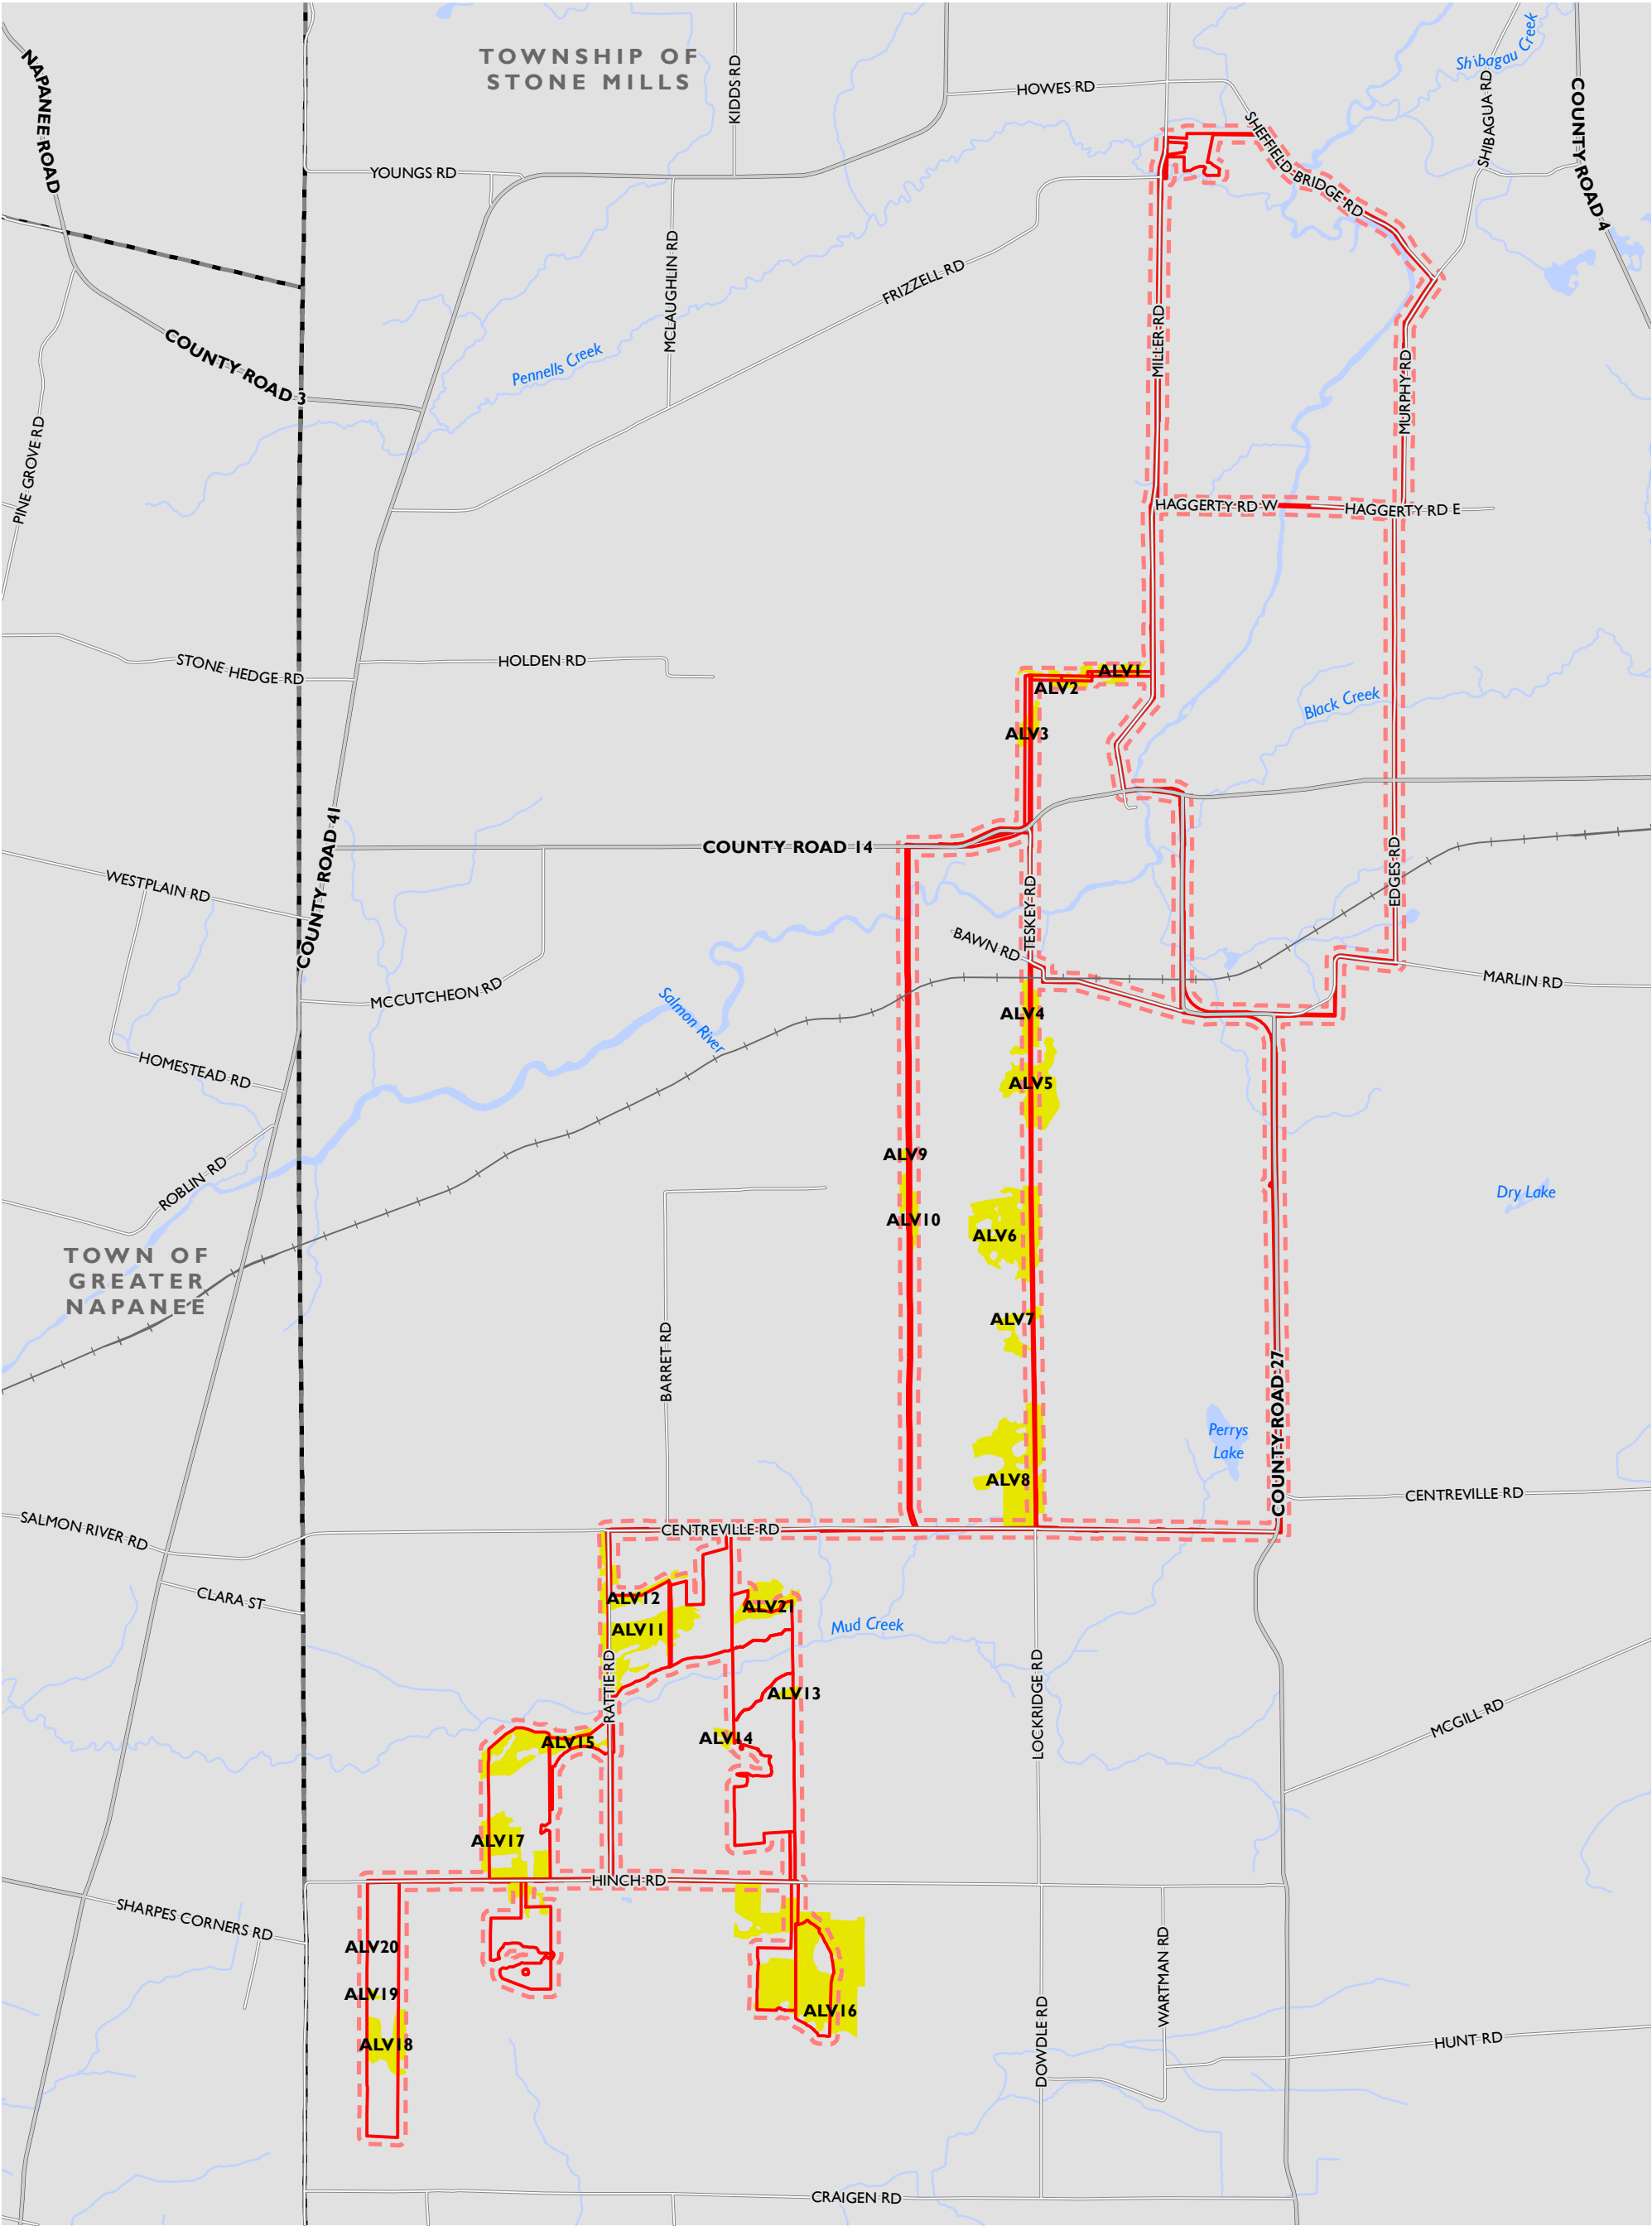 TOWNSHIP OF
STONE MILLS
NAPANEE ROAD
KIDDS RD
HOWES RD
Shibagau Creek
SHIBAGUA RD
COUNTY ROAD 4
SHEFFIELD BRIDGE RD
YOUNGS RD
MCLAUGHLIN RD
FRIZZELL RD
MILLER RD
MURPHY RD
COUNTY ROAD 3
Pennells Creek
PINE GROVE RD
HAGGERTY RD W
HAGGERTY RD E
STONE HEDGE RD
HOLDEN RD
ALV1
ALV2
ALV3
Black Creek
COUNTY ROAD 41
COUNTY ROAD 14
WESTPLAIN RD
TESKEY RD
EDGES RD
BAWN RD
MARLIN RD
MCCUTCHEON RD
Salmon River
ALV4
HOMESTEAD RD
ALV5
ROBLIN RD
ALV9
ALV10
ALV6
Dry Lake
TOWN OF
GREATER
NAPANEE
ALV7
BARRET RD
COUNTY ROAD 27
Perrys
Lake
ALV8
CENTREVILLE RD
SALMON RIVER RD
CENTREVILLE RD
CLARA ST
ALV12
ALV21
ALV11
Mud Creek
RATTIE RD
LOCKRIDGE RD
ALV13
MCGILL RD
ALV14
ALV15
ALV17
HINCH RD
SHARPES CORNERS RD
ALV20
WARTMAN RD
ALV19
ALV16
ALV18
DOWDLE RD
HUNT RD
CRAIGEN RD